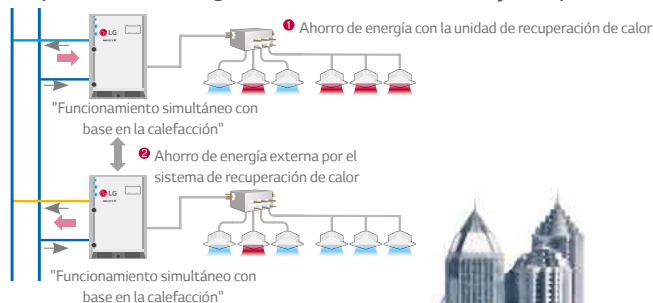 LG
❶ Ahorro de energía con la unidad de recuperación de calor
"Funcionamiento simultáneo con
base en la calefacción"
❷ Ahorro de energía externa por el
sistema de recuperación de calor
LG
"Funcionamiento simultáneo con
base en la calefacción"